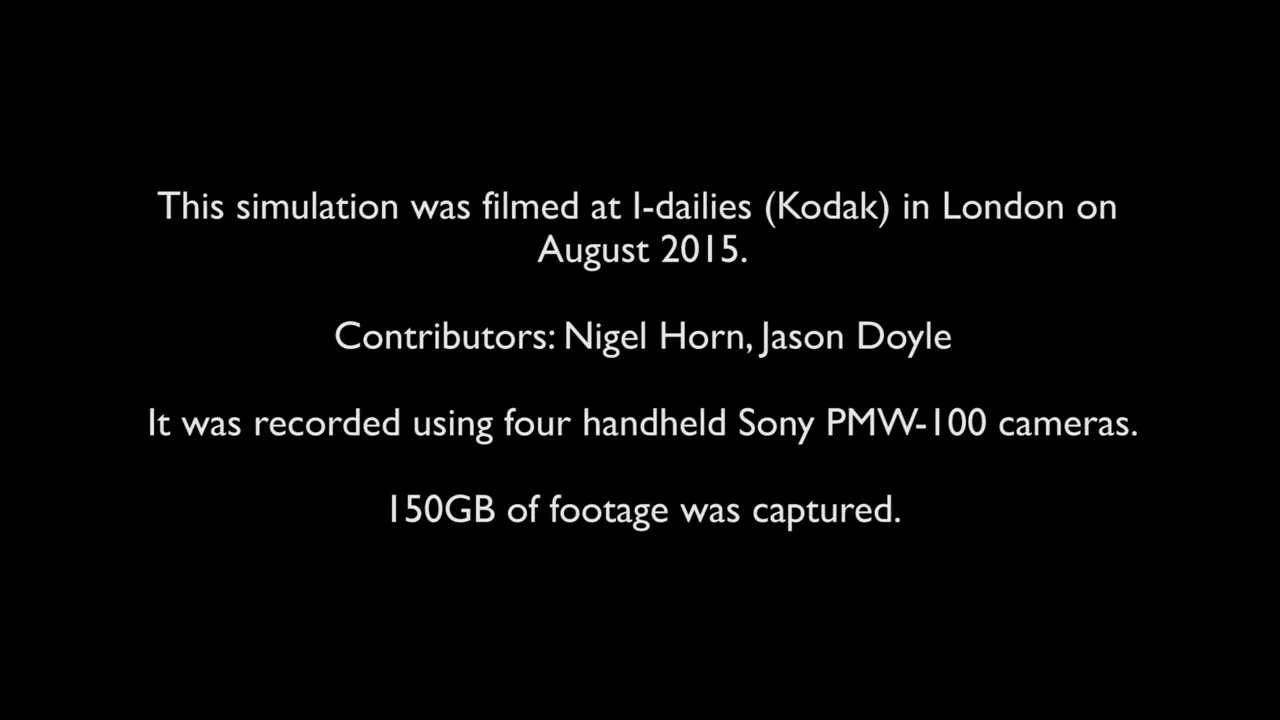 This simulation was filmed at I-dailies (Kodak) in London on
August 2015.
Contributors: Nigel Horn, Jason Doyle
It was recorded using four handheld Sony PMW-100 cameras.
150GB of footage was captured.